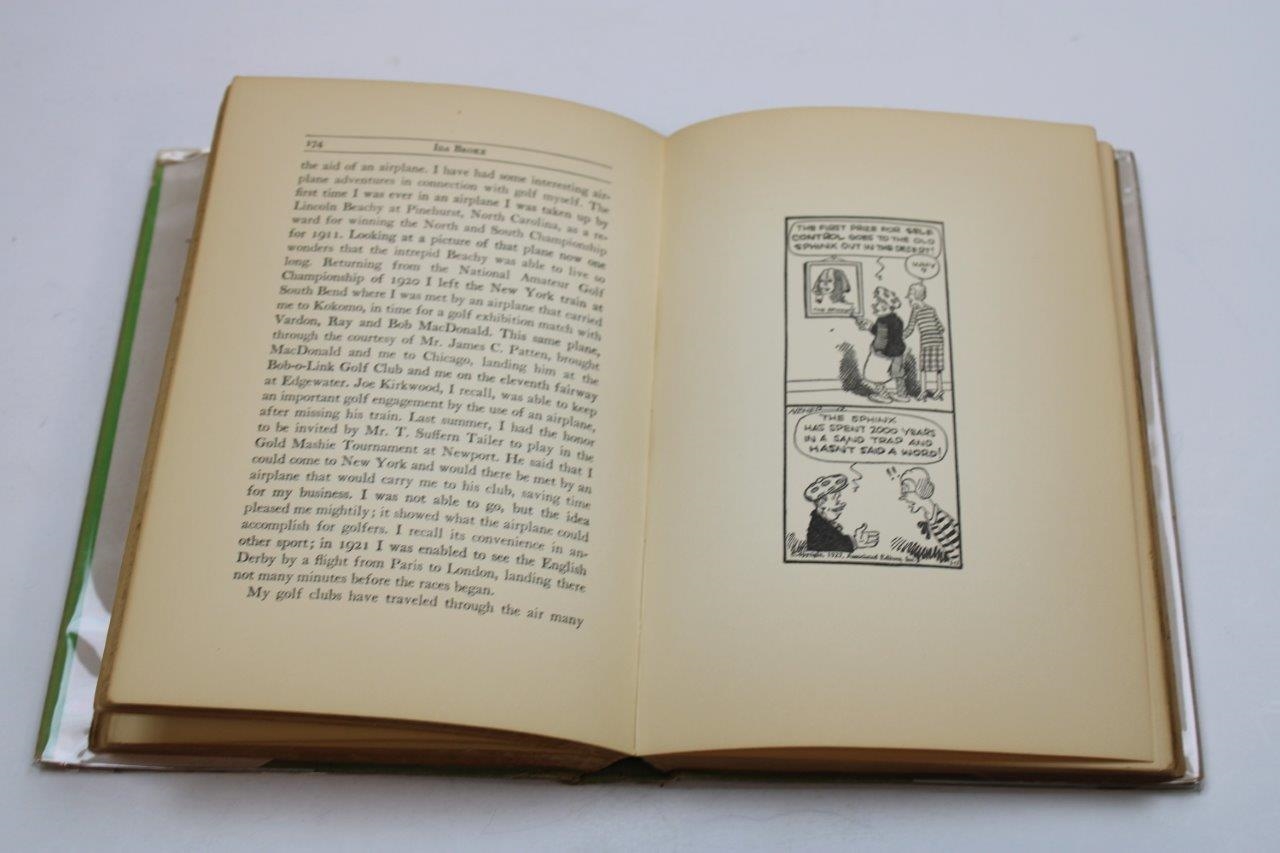 174 Ida Broke
the aid of an airplane. I have had some interesting air-
plane adventures in connection with golf myself. The
first time I was ever in an airplane I was taken up by
Lincoln Beachy at Pinehurst, North Carolina, as a re-
ward for winning the North and South Championship
for 1911. Looking at a picture of that plane now one
wonders that the intrepid Beachy was able to live so
long. Returning from the National Amateur Golf
Championship of 1920 I left the New York train at
South Bend where I was met by an airplane that carried
me to Kokomo, in time for a golf exhibition match with
Vardon, Ray and Bob MacDonald. This same plane,
through the courtesy of Mr. James C. Patten, brought
MacDonald and me to Chicago, landing him at the
Bob-o-Link Golf Club and me on the eleventh fairway
at Edgewater. Joe Kirkwood, I recall, was able to keep
an important golf engagement by the use of an airplane,
after missing his train. Last summer, I had the honor
to be invited by Mr. T. Suffern Tailer to play in the
Gold Mashie Tournament at Newport. He said that I
could come to New York and would there be met by an
airplane that would carry me to his club, saving time
for my business. I was not able to go, but the idea
pleased me mightily; it showed what the airplane could
accomplish for golfers. I recall its convenience in an-
other sport; in 1921 I was enabled to see the English
Derby by a flight from Paris to London, landing there
not many minutes before the races began.
My golf clubs have traveled through the air many
THE FIRST PRIZE FOR SELF
CONTROL GOES TO THE OLD
SPHINX OUT IN THE DESERT!
WHY
?
THE SPHINX
THE SPHINX
HAS SPENT 2000 YEARS
IN A SAND TRAP AND
HASN'T SAID A WORD!
!!
Copyright, 1922, Associated Editors, Inc.